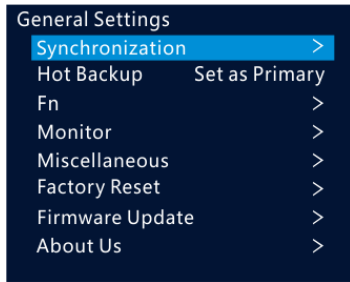 General Settings
Synchronization >
Hot Backup Set as Primary
Fn >
Monitor >
Miscellaneous >
Factory Reset >
Firmware Update >
About Us >